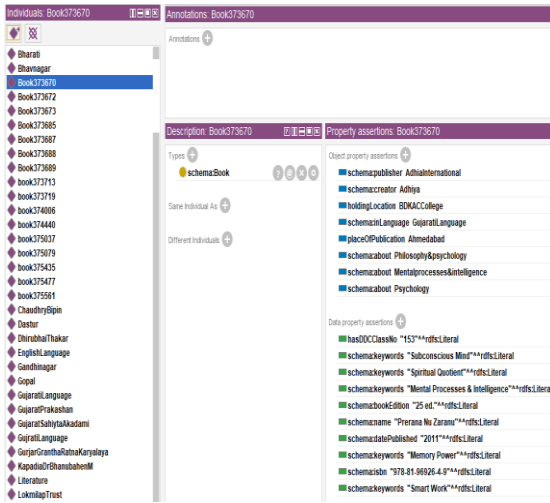 Individuals: Book373670
Bharati
Bhavnagar
Book373670
Book373672
Book373673
Book373685
Book373687
Book373688
Book373689
book373713
book373719
book374006
book374440
book375037
book375079
book375435
book375477
book375561
ChaudhryBipin
Dastur
DhirubhaiThakar
EnglishLanguage
Gandhinagar
Gopal
GujaratiLanguage
GujaratPrakashan
GujaratSahiytaAkadami
GujratiLanguage
GurjarGranthaRatnaKaryalaya
KapadiaDrBhanubahenM
Literature
LokmilapTrust
Annotations: Book373670
Annotations
Description: Book373670
Types
schema:Book
Same Individual As
Different Individuals
Property assertions: Book373670
Object property assertions
schema:publisher AdhiaInternational
schema:creator Adhiya
holdingLocation BDKACCollege
schema:inLanguage GujaratiLanguage
placeOfPublication Ahmedabad
schema:about Philosophy&psychology
schema:about Mentalprocesses&intelligence
schema:about Psychology
Data property assertions
hasDDCClassNo "153"^^rdfs:Literal
schema:keywords "Subconscious Mind"^^rdfs:Literal
schema:keywords "Spiritual Quotient"^^rdfs:Literal
schema:keywords "Mental Processes & Intelligence"^^rdfs:Litera
schema:bookEdition "25 ed."^^rdfs:Literal
schema:name "Prerana Nu Zaranu"^^rdfs:Literal
schema:datePublished "2011"^^rdfs:Literal
schema:keywords "Memory Power"^^rdfs:Literal
schema:isbn "978-81-96926-4-9"^^rdfs:Literal
schema:keywords "Smart Work"^^rdfs:Literal